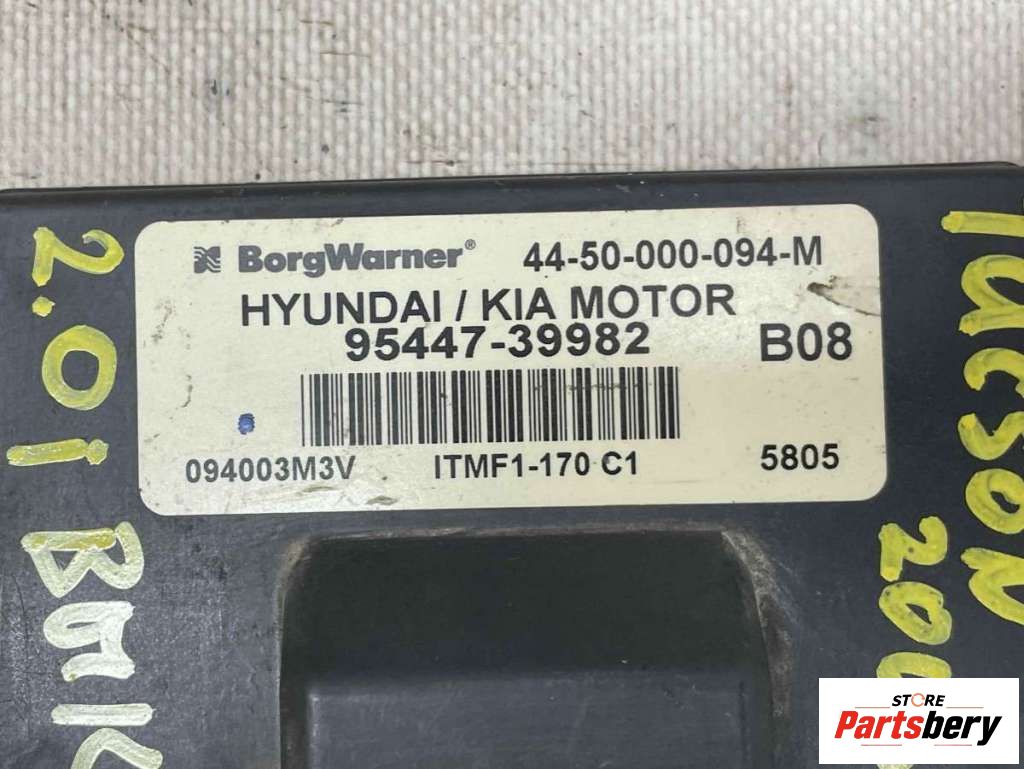 BorgWarner® 44-50-000-094-M
HYUNDAI / KIA MOTOR
95447-39982 B08
094003M3V ITMF1-170 C1 5805
2.0i
TUCSON
STORE
Partsbery